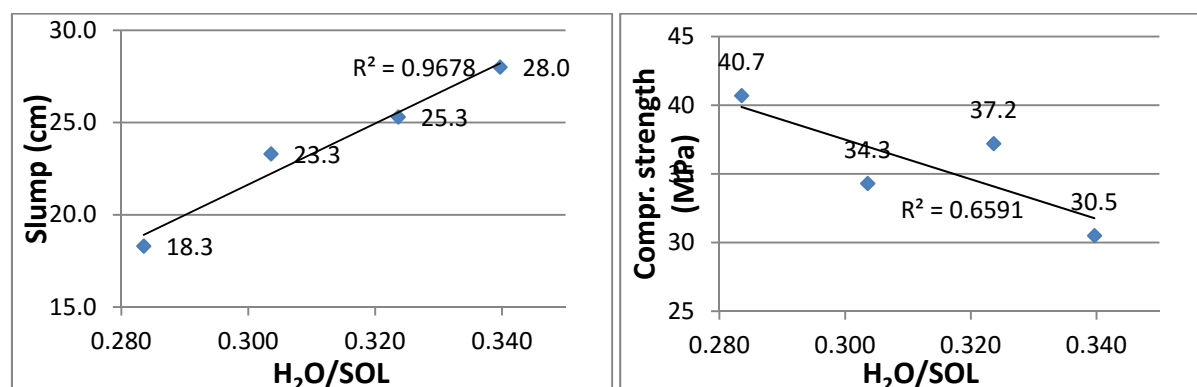 30.0
25.0
20.0
15.0
Slump (cm)
R² = 0.9678
28.0
25.3
23.3
18.3
0.280 0.300 0.320 0.340
H₂O/SOL
45
40
35
30
25
Compr. strength
(MPa)
40.7
37.2
34.3
30.5
R² = 0.6591
0.280 0.300 0.320 0.340
H₂O/SOL